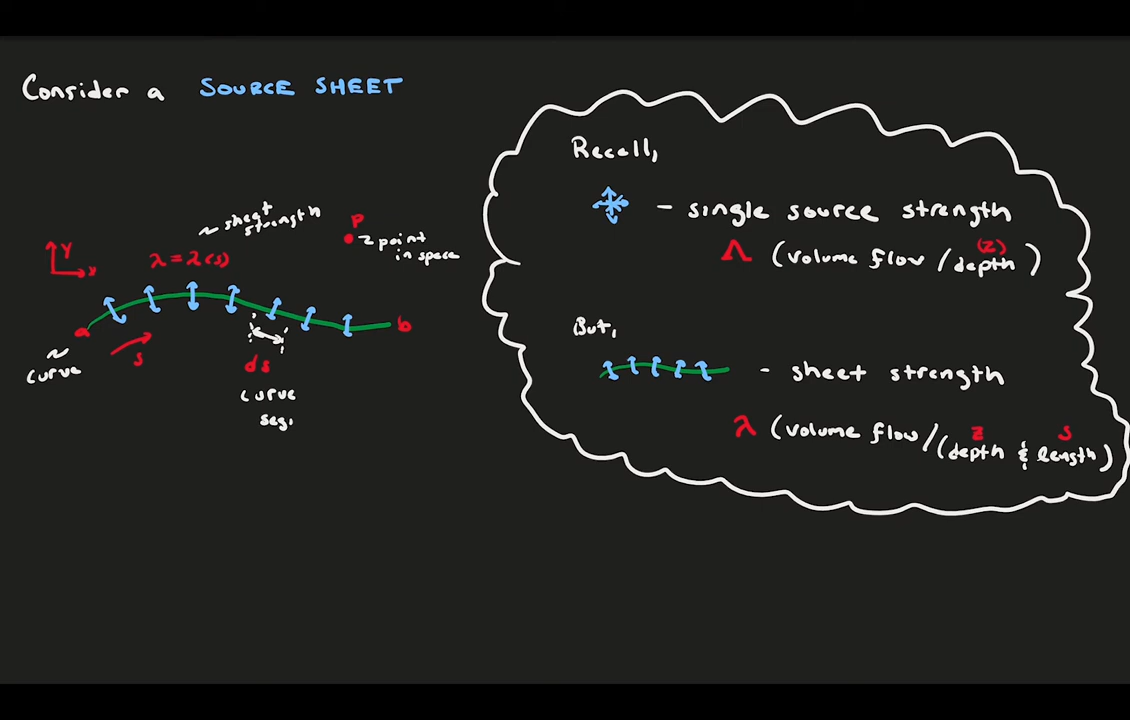 Consider a SOURCE SHEET
sheet
strength
P
point
in space
Y
x
λ = λ(s)
a
b
s
curve
ds
curve
seg.
Recall,
- single source strength
Λ (volume flow / depth (z))
But,
- sheet strength
λ (volume flow / (depth & length))
z
s